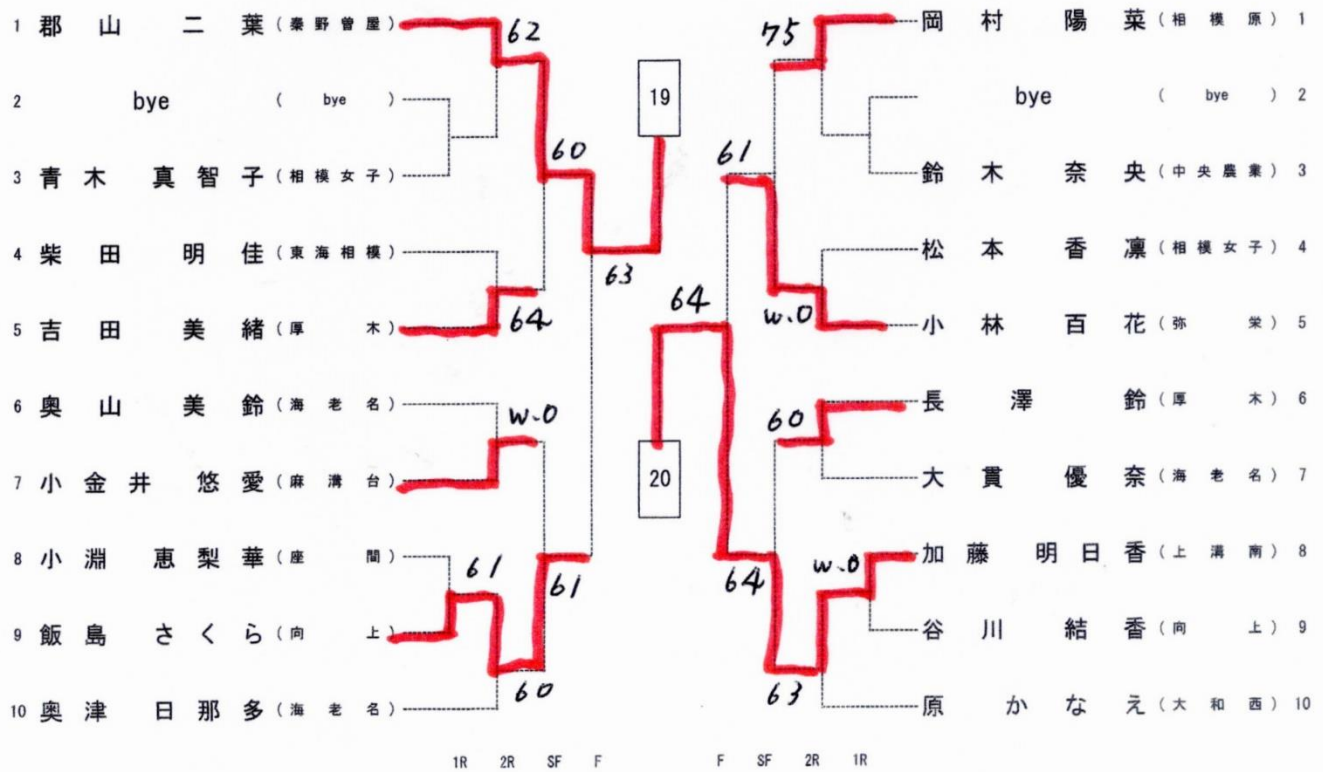 1 郡山 二葉 (秦野曽屋) 62 75 岡村 陽菜 (相模原) 1
2 bye (bye) 19 bye (bye) 2
3 青木 真智子 (相模女子) 60 61 鈴木 奈央 (中央農業) 3
4 柴田 明佳 (東海相模) 63 松本 香凛 (相模女子) 4
5 吉田 美緒 (厚木) 64 64 w.o 小林 百花 (弥栄) 5
6 奥山 美鈴 (海老名) w.o 60 長澤 鈴 (厚木) 6
7 小金井 悠愛 (麻溝台) 20 大貫 優奈 (海老名) 7
8 小淵 恵梨華 (座間) 61 61 64 w.o 加藤 明日香 (上溝南) 8
9 飯島 さくら (向上) 谷川 結香 (向上) 9
10 奥津 日那多 (海老名) 60 63 原 かなえ (大和西) 10
1R 2R SF F F SF 2R 1R